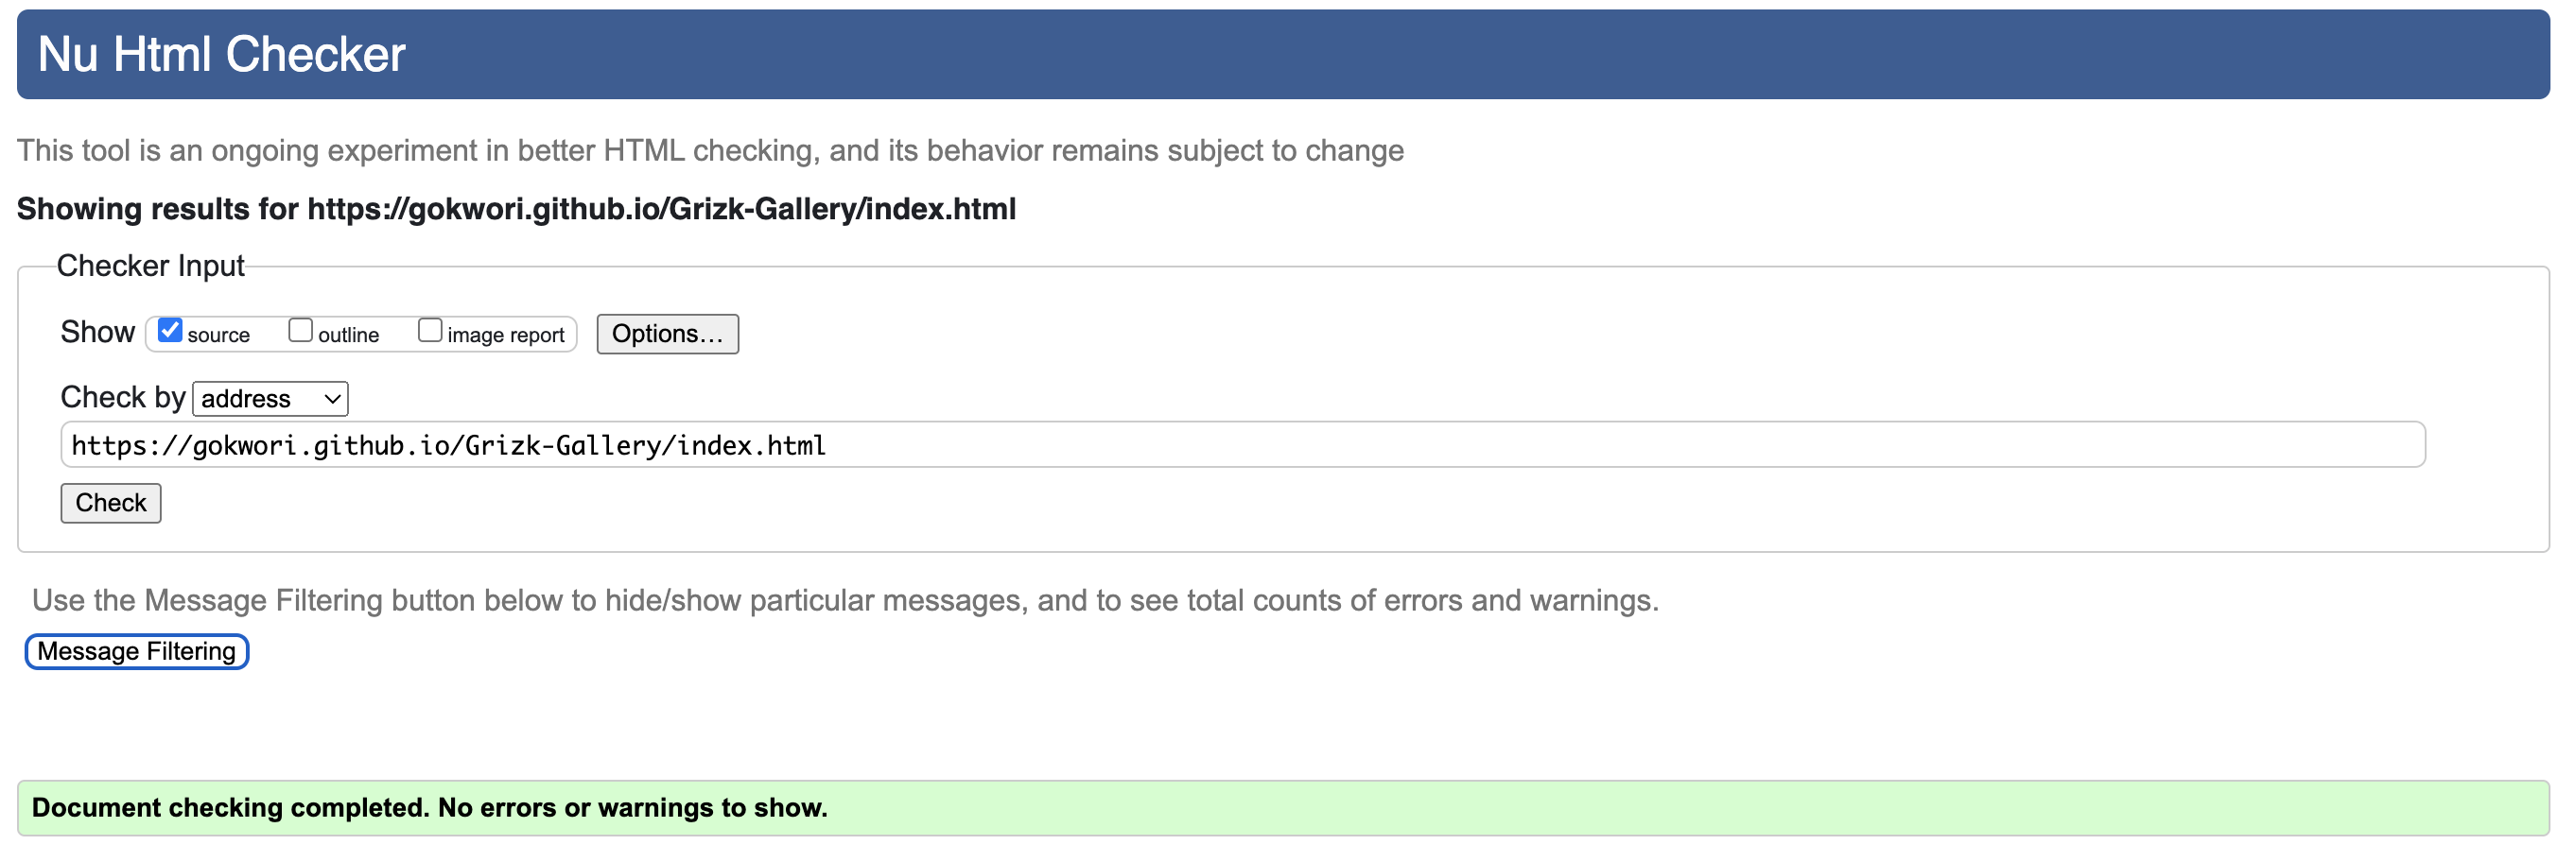 Nu Html Checker
This tool is an ongoing experiment in better HTML checking, and its behavior remains subject to change
Showing results for https://gokwori.github.io/Grizk-Gallery/index.html
Checker Input
Show source outline image report Options…
Check by address
https://gokwori.github.io/Grizk-Gallery/index.html
Check
Use the Message Filtering button below to hide/show particular messages, and to see total counts of errors and warnings.
Message Filtering
Document checking completed. No errors or warnings to show.